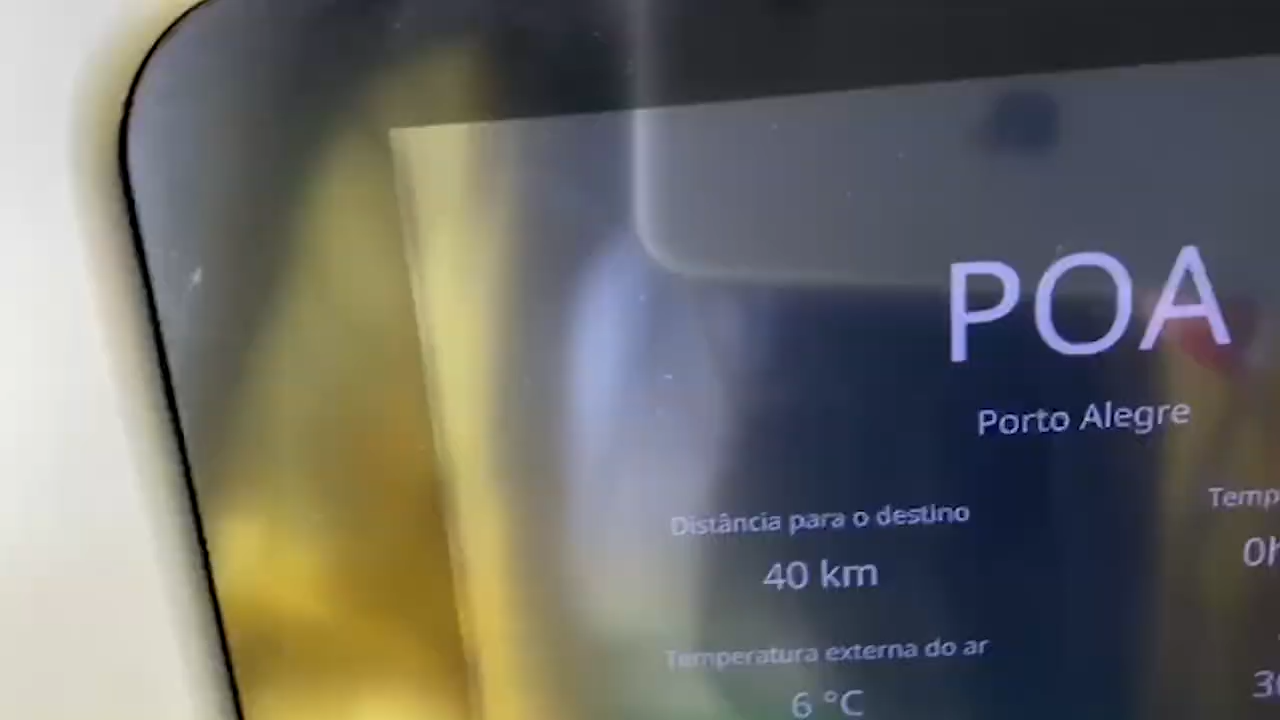 POA
Porto Alegre
Distância para o destino
40 km
Temperatura externa do ar
6 °C